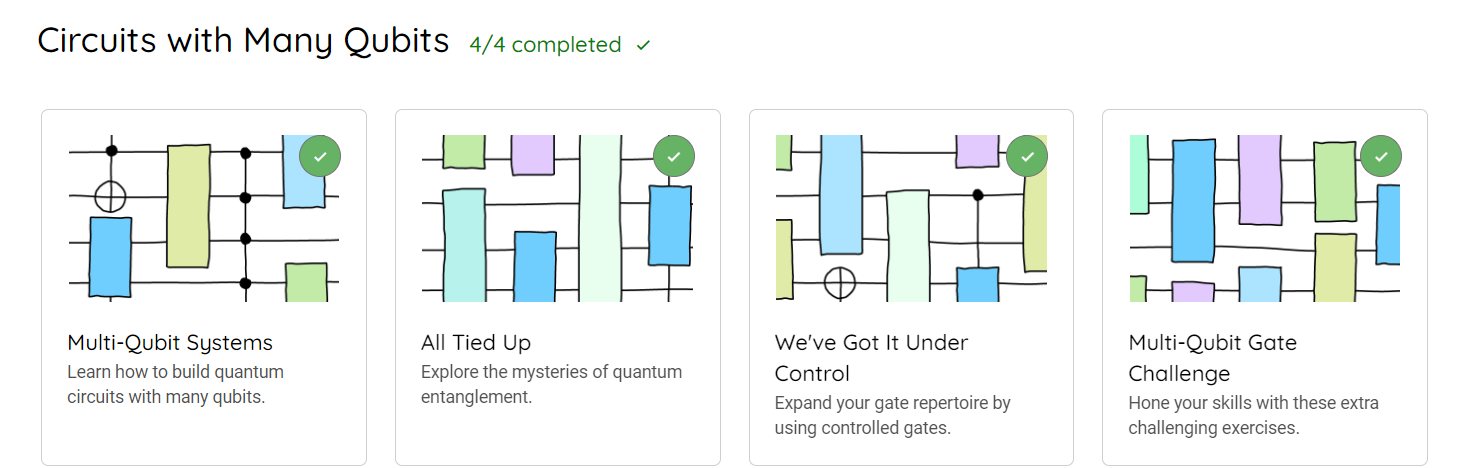 Circuits with Many Qubits 4/4 completed ✓
Multi-Qubit Systems
Learn how to build quantum
circuits with many qubits.
All Tied Up
Explore the mysteries of quantum
entanglement.
We've Got It Under
Control
Expand your gate repertoire by
using controlled gates.
Multi-Qubit Gate
Challenge
Hone your skills with these extra
challenging exercises.